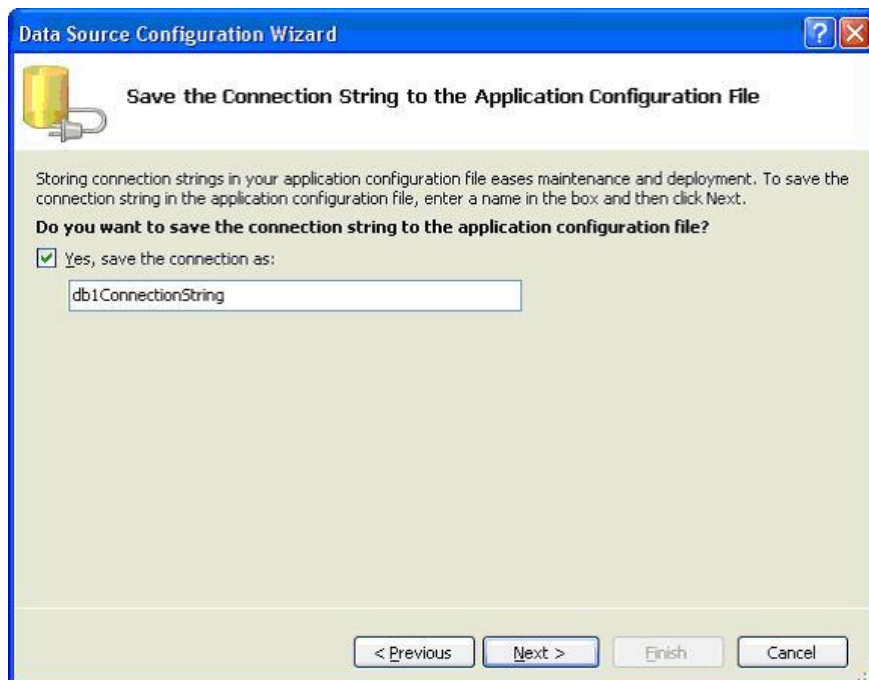 Data Source Configuration Wizard
Save the Connection String to the Application Configuration File
Storing connection strings in your application configuration file eases maintenance and deployment. To save the
connection string in the application configuration file, enter a name in the box and then click Next.
Do you want to save the connection string to the application configuration file?
Yes, save the connection as:
db1ConnectionString
< Previous
Next >
Finish
Cancel